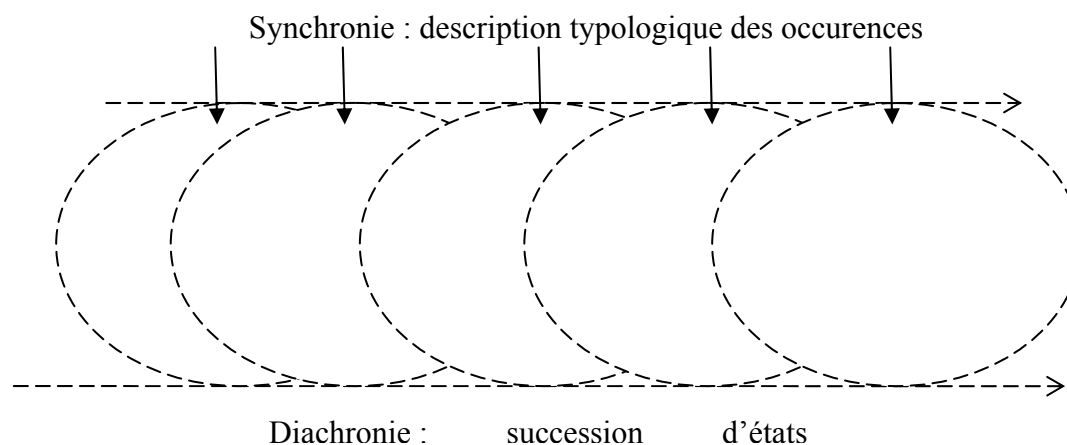 Synchronie : description typologique des occurences
Diachronie : succession d’états